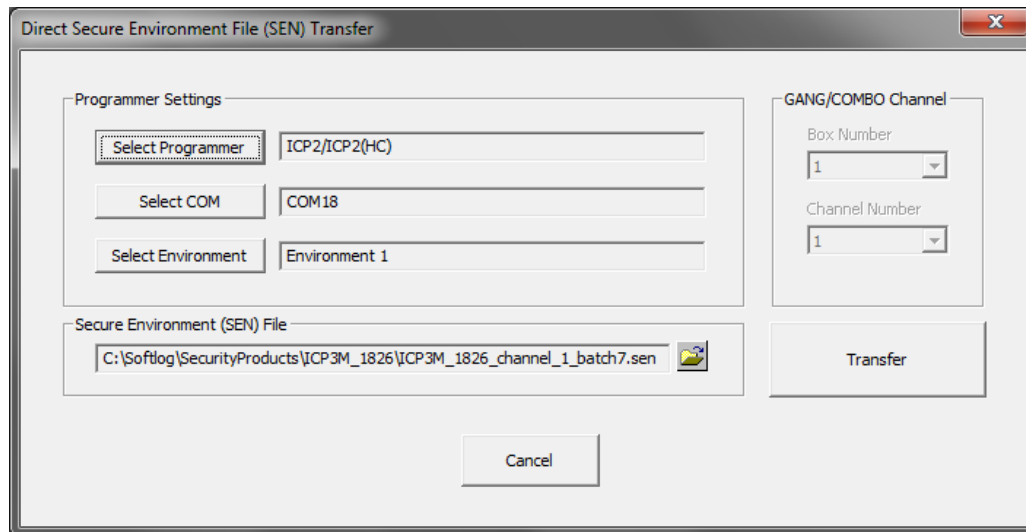 Direct Secure Environment File (SEN) Transfer
Programmer Settings
Select Programmer
ICP2/ICP2(HC)
Select COM
COM18
Select Environment
Environment 1
GANG/COMBO Channel
Box Number
1
Channel Number
1
Secure Environment (SEN) File
C:\Softlog\SecurityProducts\ICP3M_1826\ICP3M_1826_channel_1_batch7.sen
Transfer
Cancel